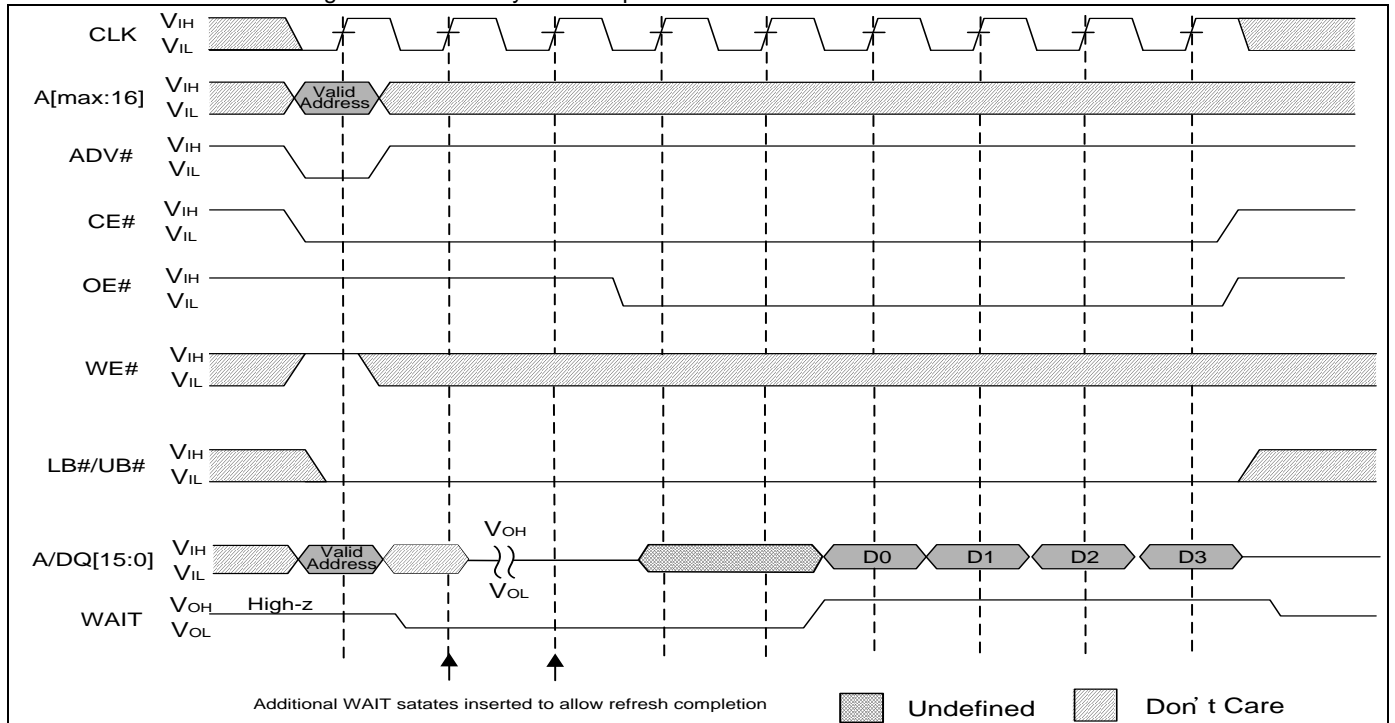 CLK VIH
VIL
A[max:16] VIH
VIL
Valid
Address
ADV# VIH
VIL
CE# VIH
VIL
OE# VIH
VIL
WE# VIH
VIL
LB#/UB# VIH
VIL
A/DQ[15:0] VIH
VIL
Valid
Address
VOH
VOL
D0 D1 D2 D3
WAIT VOH High-z
VOL
Additional WAIT satates inserted to allow refresh completion
Undefined Don't Care